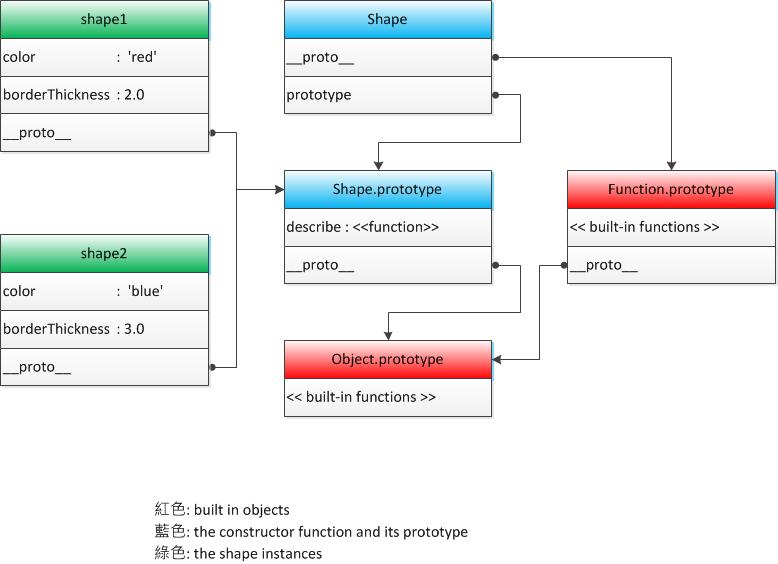 shape1
color : 'red'
borderThickness : 2.0
__proto__
Shape
__proto__
prototype
Shape.prototype
describe : <<function>>
__proto__
Function.prototype
<< built-in functions >>
__proto__
shape2
color : 'blue'
borderThickness : 3.0
__proto__
Object.prototype
<< built-in functions >>
紅色: built in objects
藍色: the constructor function and its prototype
綠色: the shape instances